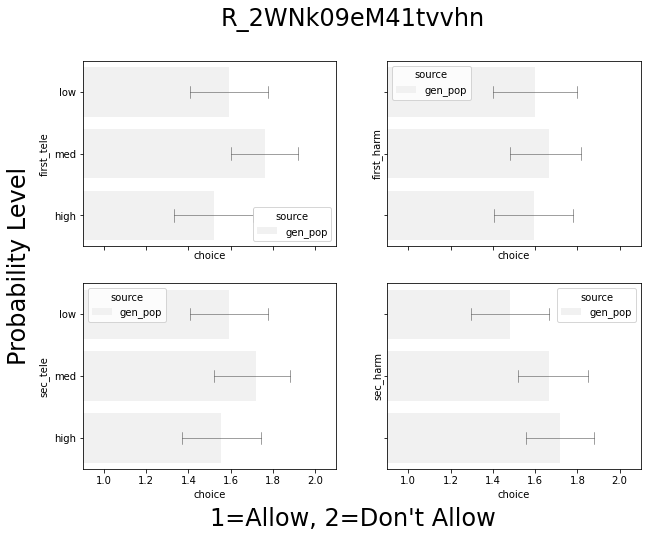 R_2WNk09eM41tvvhn
low
med
high
first_tele
source
gen_pop
choice
source
gen_pop
first_harm
choice
Probability Level
low
med
high
sec_tele
source
gen_pop
1.0 1.2 1.4 1.6 1.8 2.0
choice
source
gen_pop
sec_harm
1.0 1.2 1.4 1.6 1.8 2.0
choice
1=Allow, 2=Don't Allow